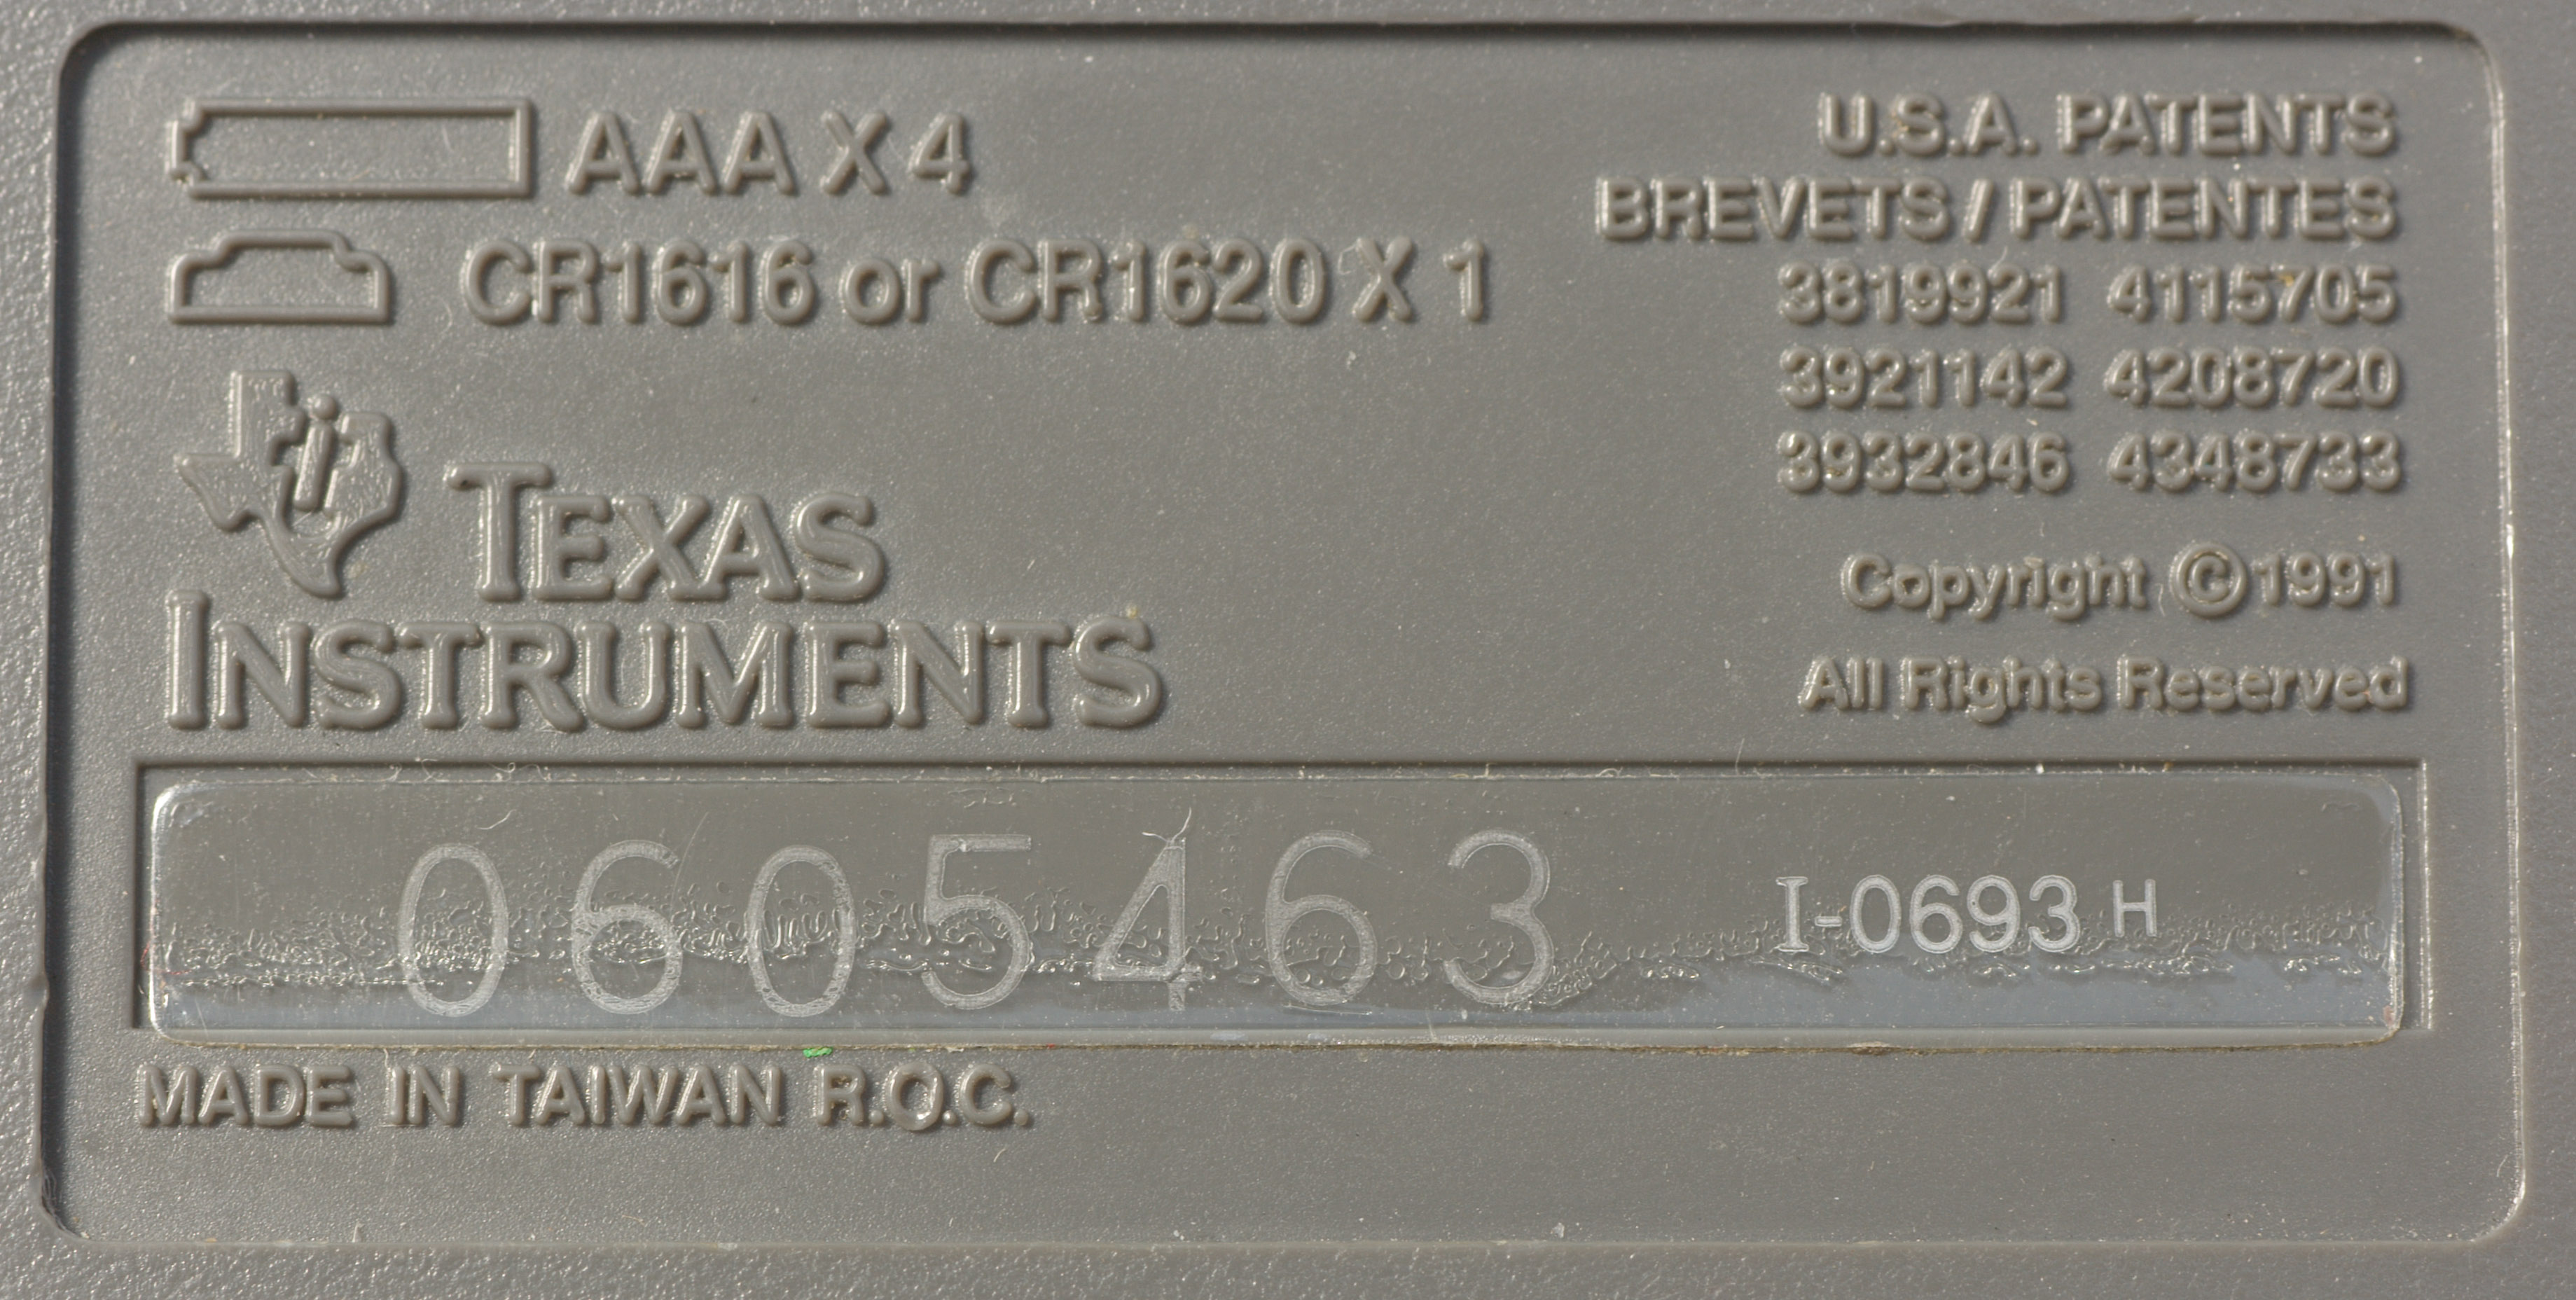 AAA X 4
CR1616 or CR1620 X 1
TEXAS
INSTRUMENTS
U.S.A. PATENTS
BREVETS / PATENTES
3819921 4115705
3921142 4208720
3932846 4348733
Copyright ©1991
All Rights Reserved
0605463 I-0693 H
MADE IN TAIWAN R.O.C.